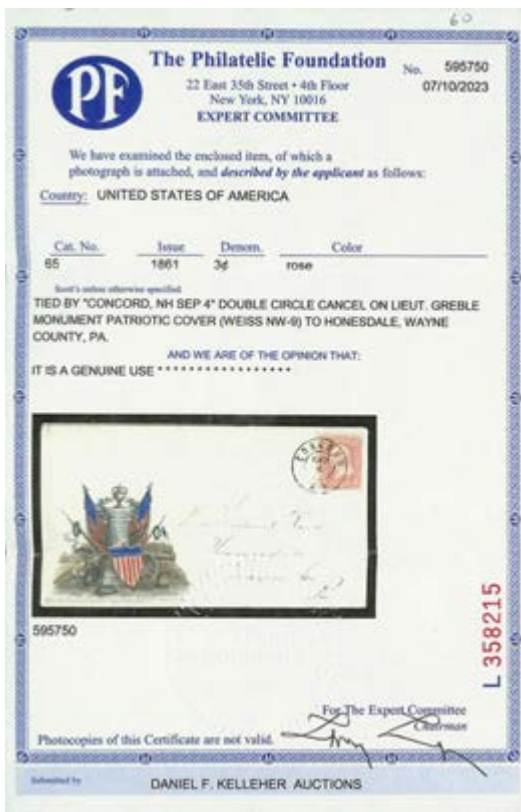 60
The Philatelic Foundation
PF
22 East 35th Street • 4th Floor
New York, NY 10016
EXPERT COMMITTEE
No. 595750
07/10/2023
We have examined the enclosed item, of which a
photograph is attached, and described by the applicant as follows:
Country: UNITED STATES OF AMERICA
Cat. No. Issue Denom. Color
65 1861 3¢ rose
Scott's unless otherwise specified
TIED BY "CONCORD, NH SEP 4" DOUBLE CIRCLE CANCEL ON LIEUT. GREBLE
MONUMENT PATRIOTIC COVER (WEISS NW-9) TO HONESDALE, WAYNE
COUNTY, PA.
AND WE ARE OF THE OPINION THAT:
IT IS A GENUINE USE * * * * * * * * * * * * * * * * *
CONCORD
595750
L 358215
For The Expert Committee
Chairman
Photocopies of this Certificate are not valid.
Submitted by
DANIEL F. KELLEHER AUCTIONS